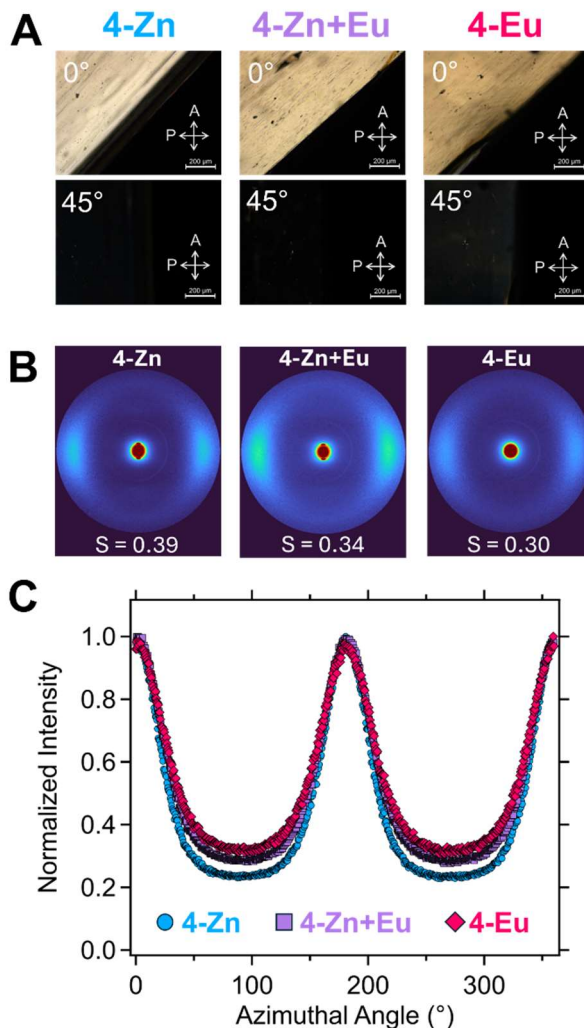 A
4-Zn 4-Zn+Eu 4-Eu
0° 0° 0°
A A A
P P P
200 µm 200 µm 200 µm
45° 45° 45°
A A A
P P P
200 µm 200 µm 200 µm
B
4-Zn 4-Zn+Eu 4-Eu
S = 0.39 S = 0.34 S = 0.30
C
Normalized Intensity
1.0
0.8
0.6
0.4
0.2
0.0
4-Zn 4-Zn+Eu 4-Eu
0 100 200 300
Azimuthal Angle (°)